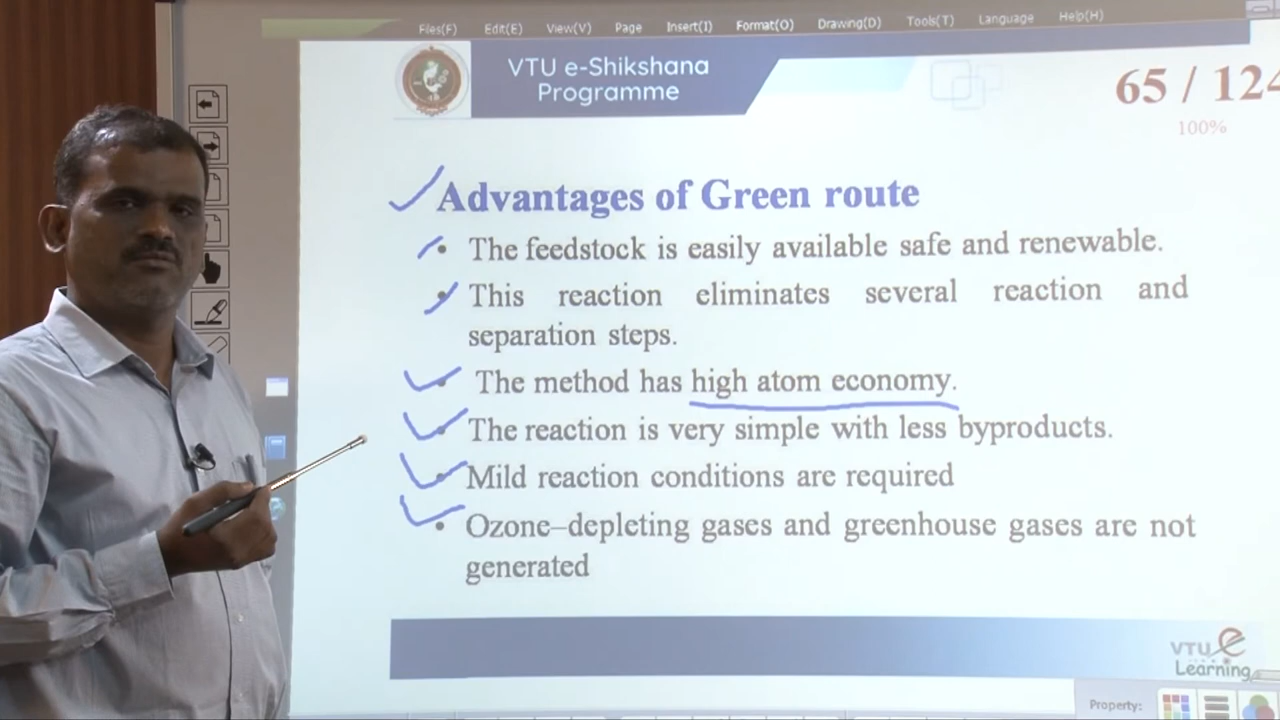 Files(F) Edit(E) View(V) Page Insert(I) Format(O) Drawing(D) Tools(T) Language Help(H)
VTU e-Shikshana
Programme
65 / 124
100%
Advantages of Green route
• The feedstock is easily available safe and renewable.
• This reaction eliminates several reaction and
separation steps.
• The method has high atom economy.
• The reaction is very simple with less byproducts.
• Mild reaction conditions are required
• Ozone–depleting gases and greenhouse gases are not
generated
VTU e
Learning
Property: